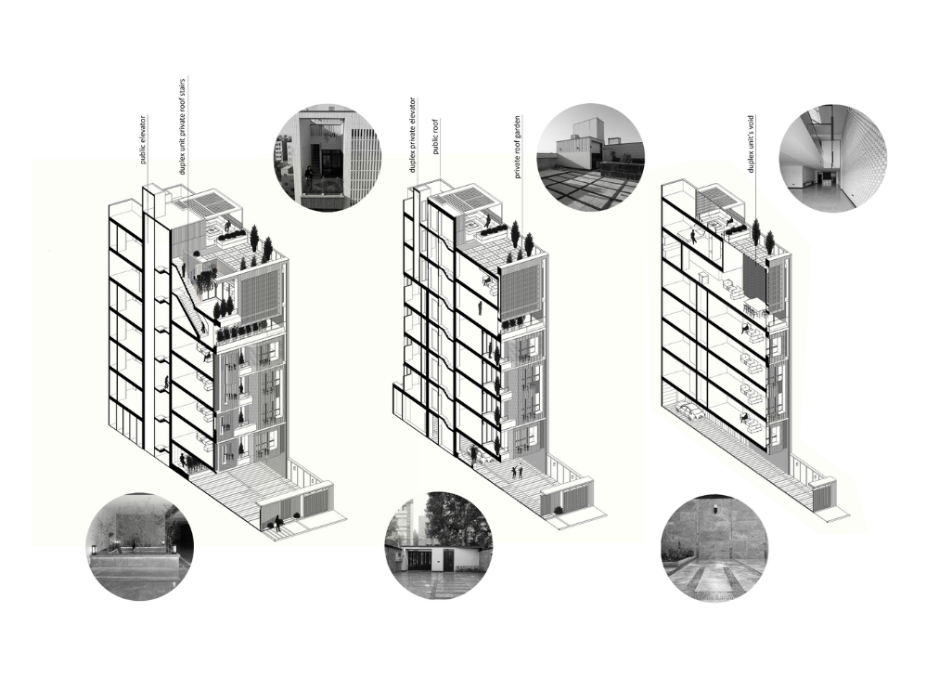 public elevator
duplex unit private roof stairs
duplex private elevator
public roof
private roof garden
duplex unit's void